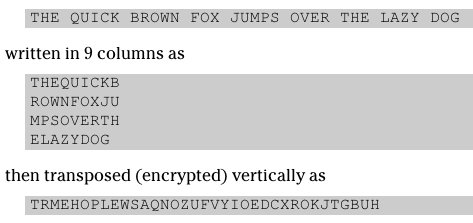 THE QUICK BROWN FOX JUMPS OVER THE LAZY DOG
written in 9 columns as
THEQUICKB
ROWNFOXJU
MPSOVERTH
ELAZYDOG
then transposed (encrypted) vertically as
TRMEHOPLEWSAQNOZUFVYIOEDCXROKJTGBUH